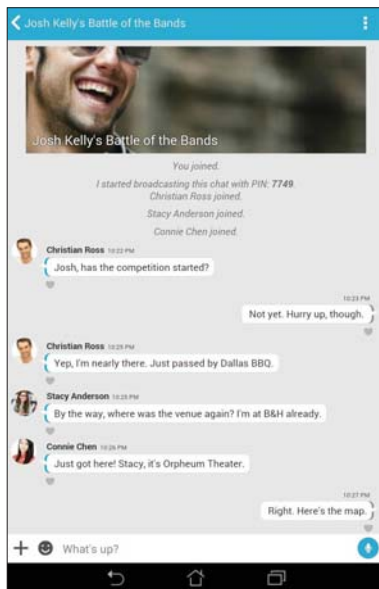 Josh Kelly's Battle of the Bands
Josh Kelly's Battle of the Bands
You joined.
I started broadcasting this chat with PIN: 7749.
Christian Ross joined.
Stacy Anderson joined.
Connie Chen joined.
Christian Ross 10:22 PM
Josh, has the competition started?
10:23 PM
Not yet. Hurry up, though.
Christian Ross 10:25 PM
Yep, I'm nearly there. Just passed by Dallas BBQ.
Stacy Anderson 10:25 PM
By the way, where was the venue again? I'm at B&H already.
Connie Chen 10:26 PM
Just got here! Stacy, it's Orpheum Theater.
10:27 PM
Right. Here's the map.
What's up?